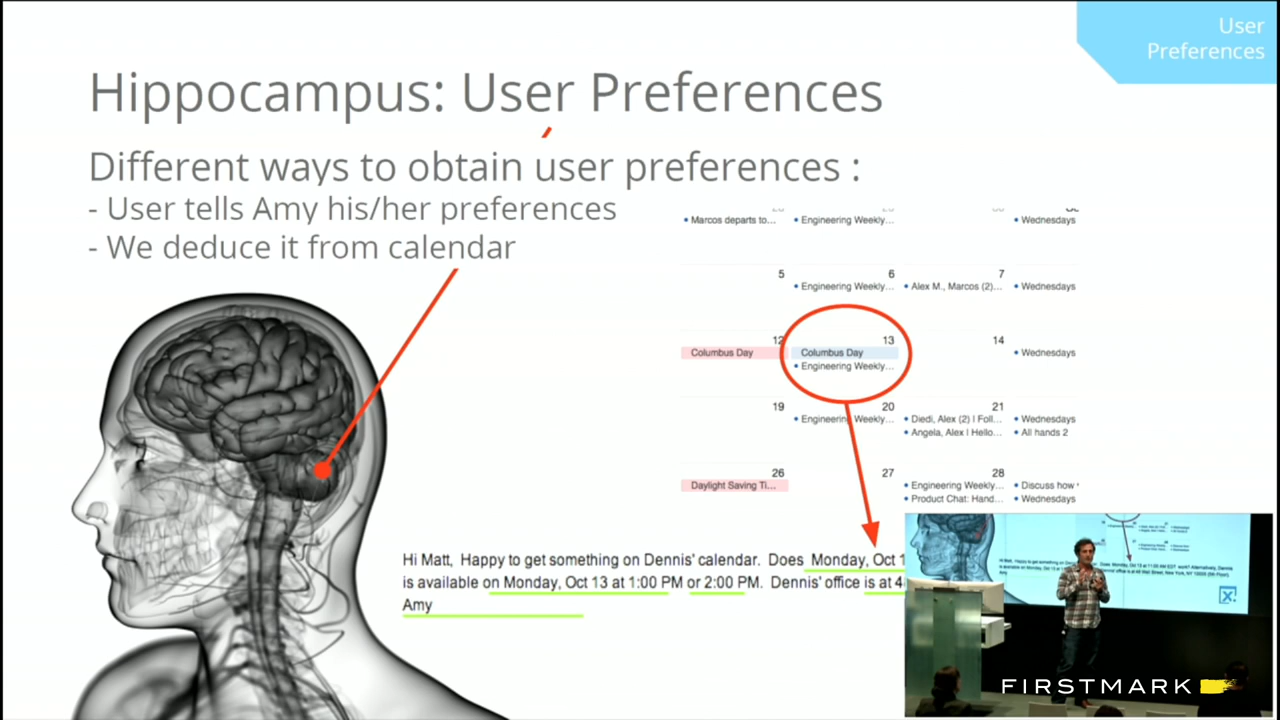 User
Preferences
Hippocampus: User Preferences
Different ways to obtain user preferences :
- User tells Amy his/her preferences
- We deduce it from calendar
• Marcos departs to...
• Engineering Weekly...
• Wednesdays
5
6
7
• Engineering Weekly...
• Alex M., Marcos (2)...
• Wednesdays
12
13
14
Columbus Day
Columbus Day
• Wednesdays
• Engineering Weekly...
19
20
21
• Engineering Weekly...
• Diedi, Alex (2) I Foll...
• Wednesdays
• Angela, Alex I Hello...
• All hands 2
26
27
28
Daylight Saving Ti...
• Engineering Weekly...
• Discuss how
• Product Chat: Hand...
• Wednesdays
Hi Matt, Happy to get something on Dennis' calendar. Does Monday, Oct 1
is available on Monday, Oct 13 at 1:00 PM or 2:00 PM. Dennis' office is at 4
Amy
FIRSTMARK